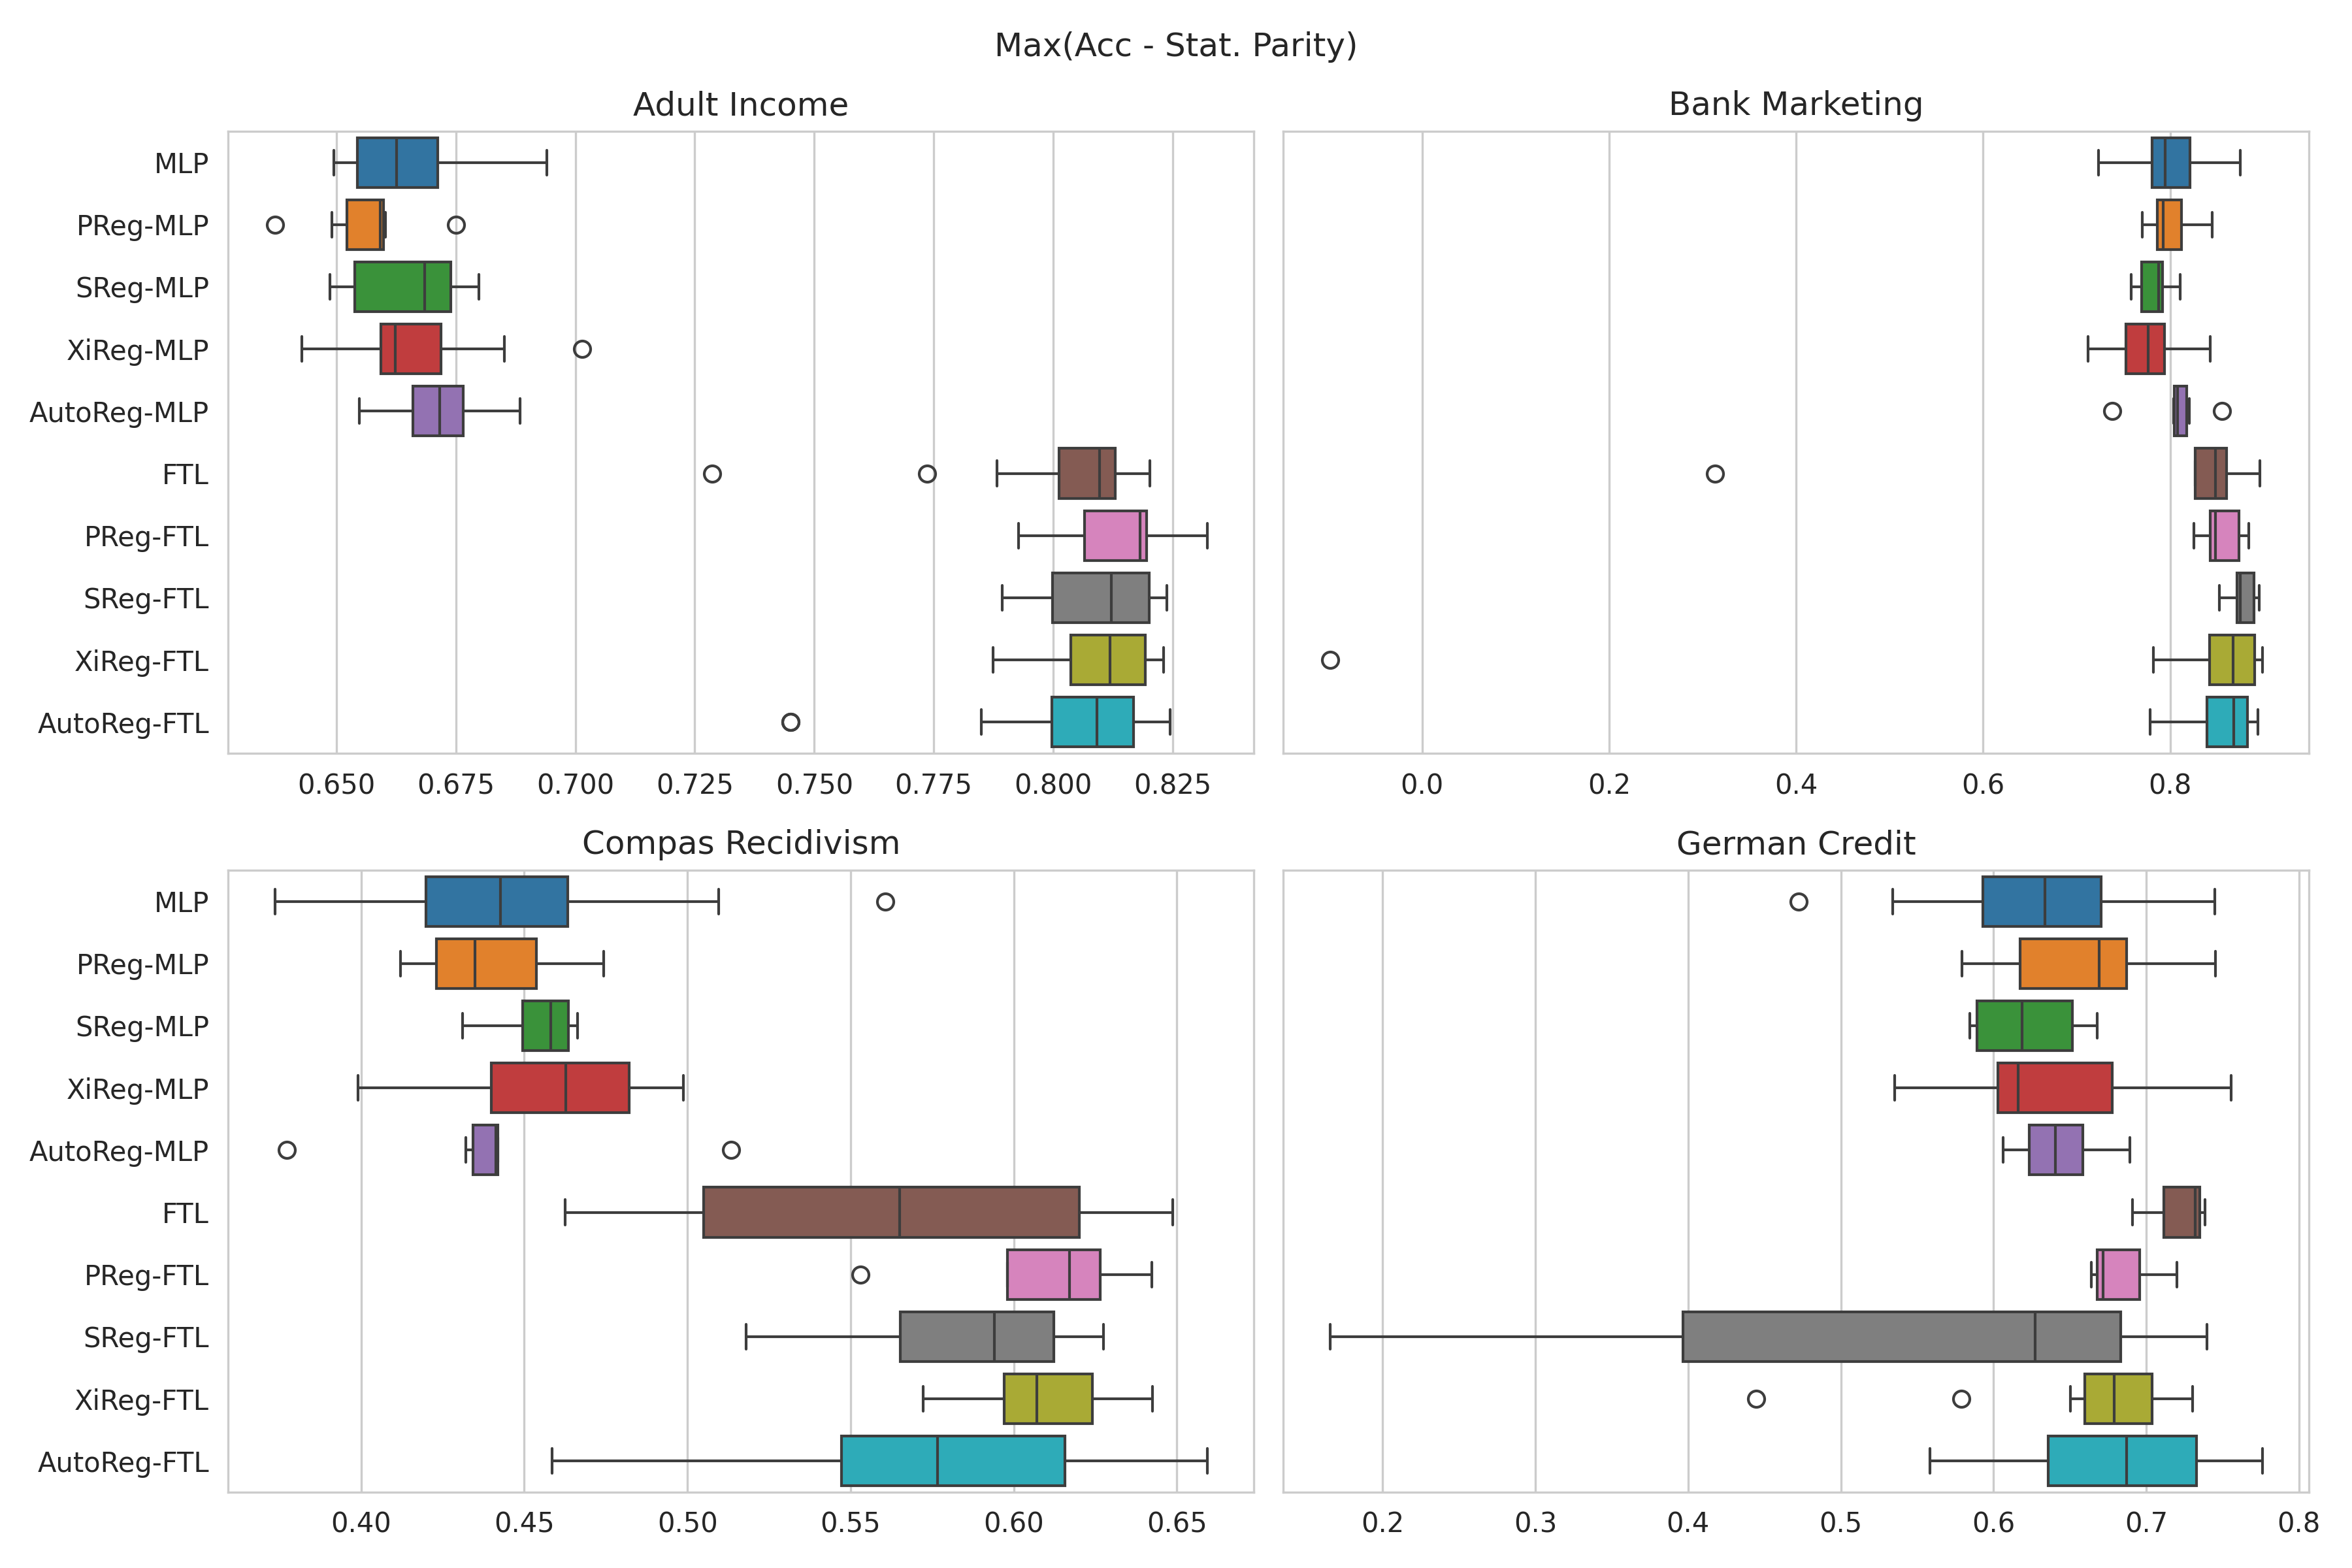 Max(Acc - Stat. Parity)
Adult Income
MLP
PReg-MLP
SReg-MLP
XiReg-MLP
AutoReg-MLP
FTL
PReg-FTL
SReg-FTL
XiReg-FTL
AutoReg-FTL
0.650 0.675 0.700 0.725 0.750 0.775 0.800 0.825
Bank Marketing
0.0 0.2 0.4 0.6 0.8
Compas Recidivism
MLP
PReg-MLP
SReg-MLP
XiReg-MLP
AutoReg-MLP
FTL
PReg-FTL
SReg-FTL
XiReg-FTL
AutoReg-FTL
0.40 0.45 0.50 0.55 0.60 0.65
German Credit
0.2 0.3 0.4 0.5 0.6 0.7 0.8